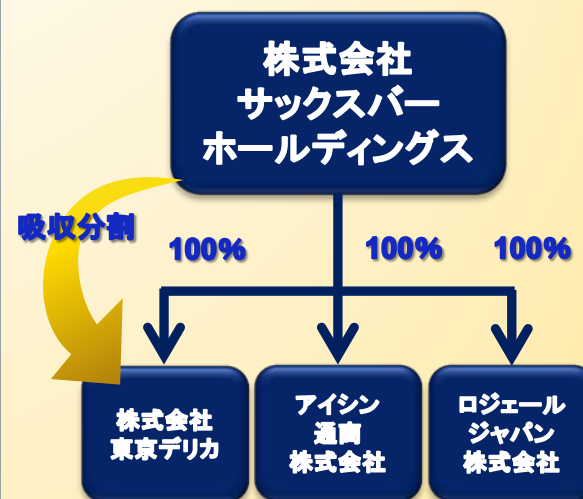 株式会社
サックスバー
ホールディングス
吸収分割
100%
100%
100%
株式会社
東京デリカ
アイシン
通商
株式会社
ロジェール
ジャパン
株式会社